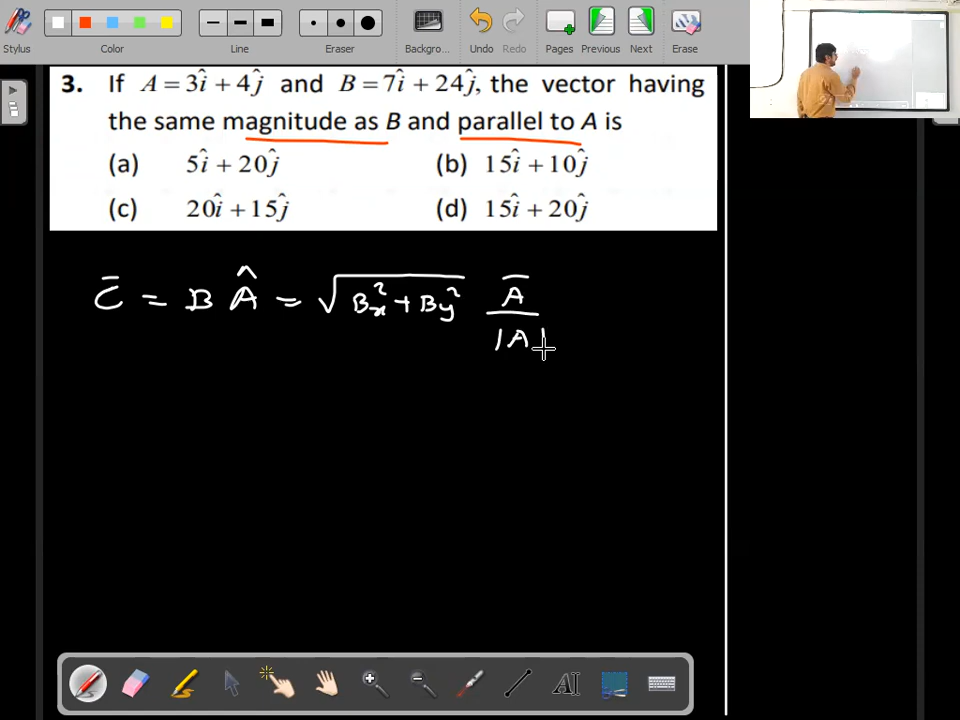 Stylus Color Line Eraser Backgro... Undo Redo Pages Previous Next Erase
3. If A = 3î + 4ĵ and B = 7î + 24ĵ, the vector having
the same magnitude as B and parallel to A is
(a) 5î + 20ĵ (b) 15î + 10ĵ
(c) 20î + 15ĵ (d) 15î + 20ĵ
C̄ = B Â = √(Bx² + By²) Ā / |A|
AI